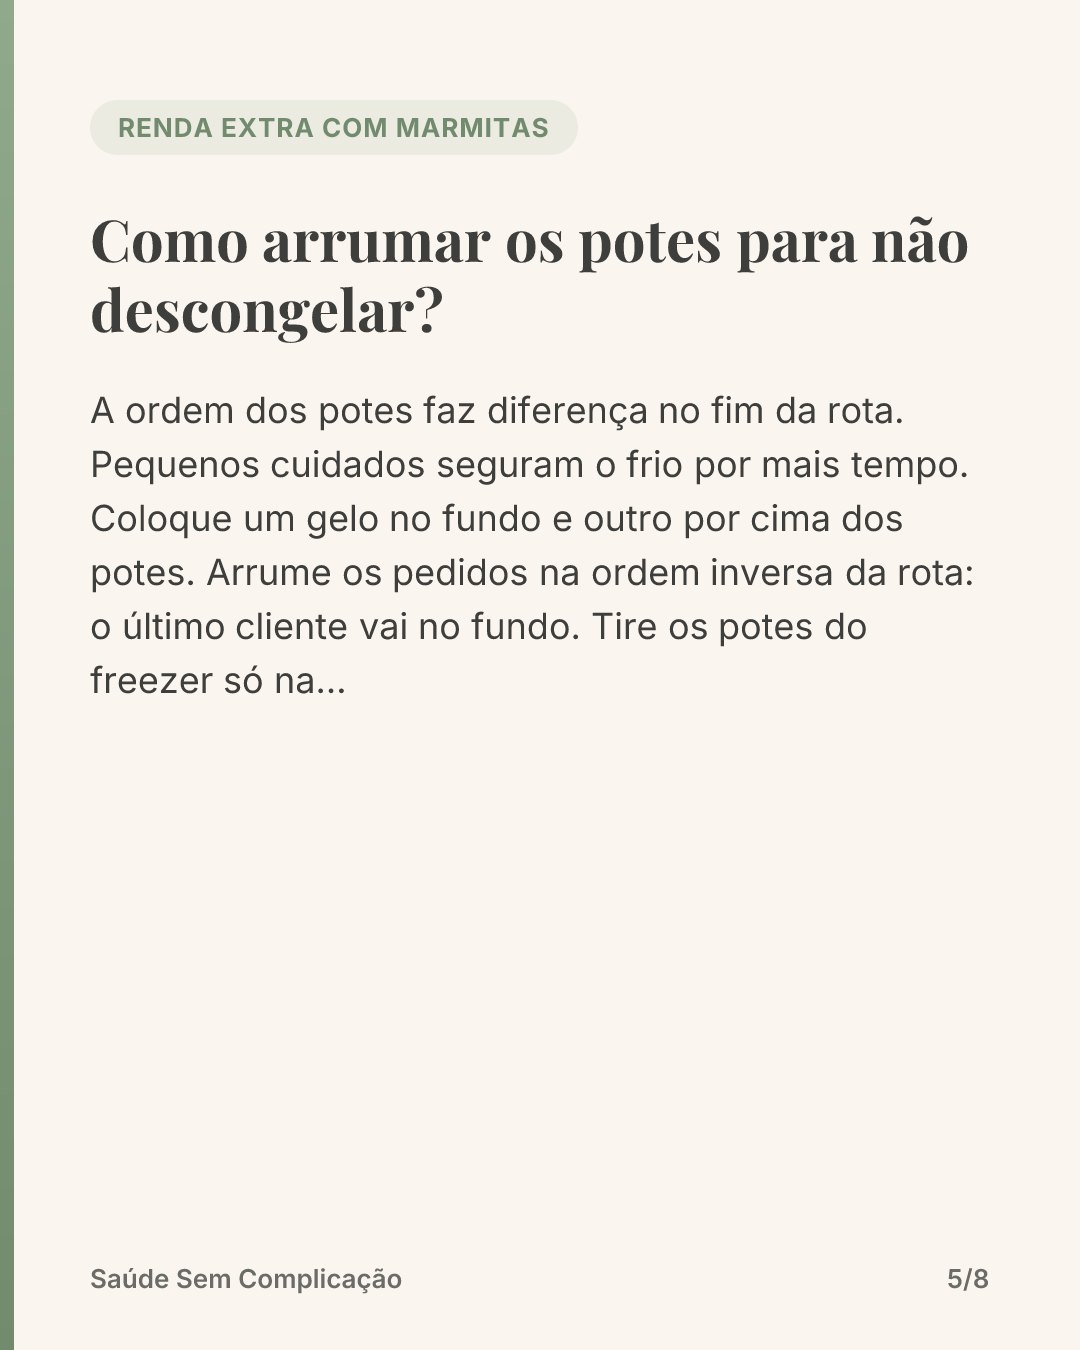 RENDA EXTRA COM MARMITAS
Como arrumar os potes para não
descongelar?
A ordem dos potes faz diferença no fim da rota.
Pequenos cuidados seguram o frio por mais tempo.
Coloque um gelo no fundo e outro por cima dos
potes. Arrume os pedidos na ordem inversa da rota:
o último cliente vai no fundo. Tire os potes do
freezer só na...
Saúde Sem Complicação
5/8